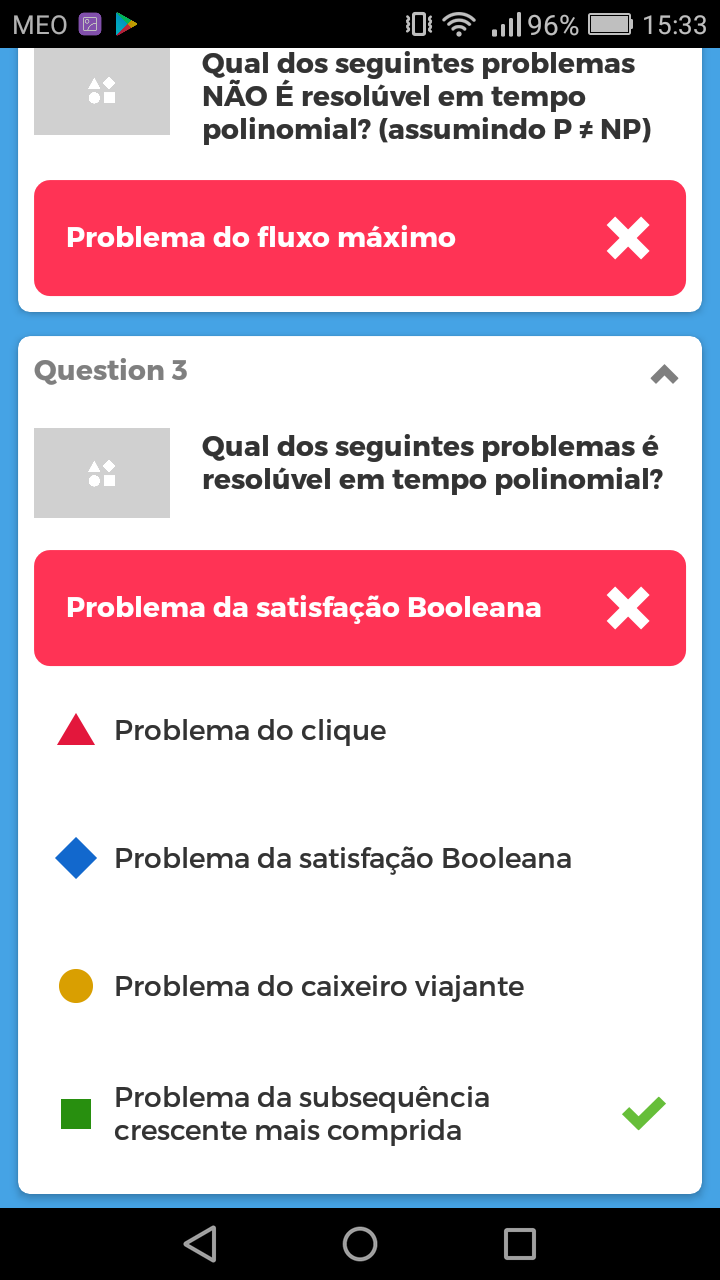 MEO 96% 15:33
Qual dos seguintes problemas
NÃO É resolúvel em tempo
polinomial? (assumindo P ≠ NP)
Problema do fluxo máximo
Question 3
Qual dos seguintes problemas é
resolúvel em tempo polinomial?
Problema da satisfação Booleana
Problema do clique
Problema da satisfação Booleana
Problema do caixeiro viajante
Problema da subsequência
crescente mais comprida